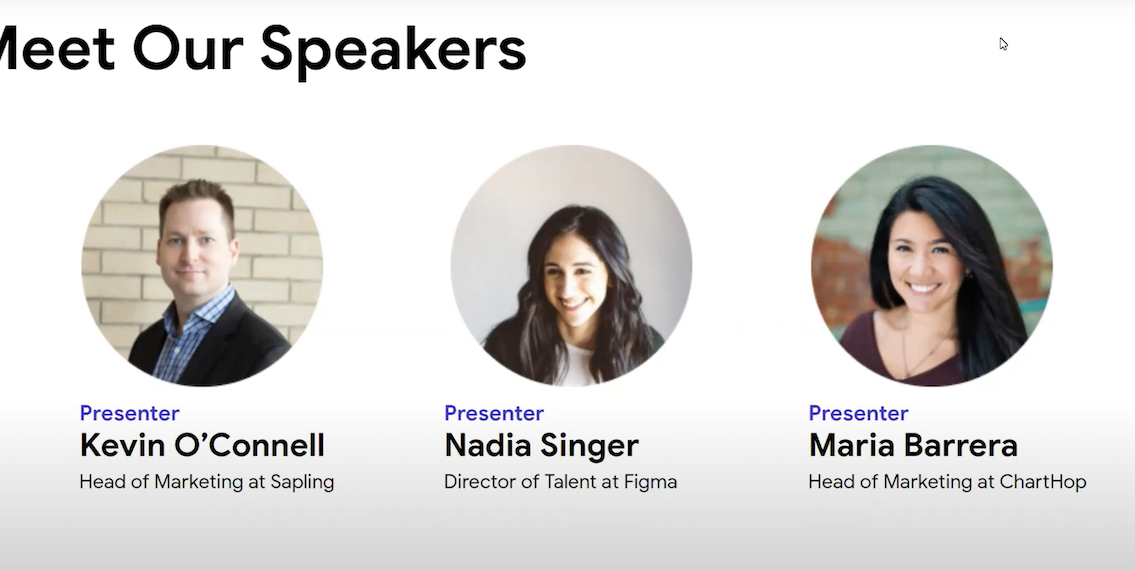 Meet Our Speakers
Presenter
Kevin O’Connell
Head of Marketing at Sapling
Presenter
Nadia Singer
Director of Talent at Figma
Presenter
Maria Barrera
Head of Marketing at ChartHop